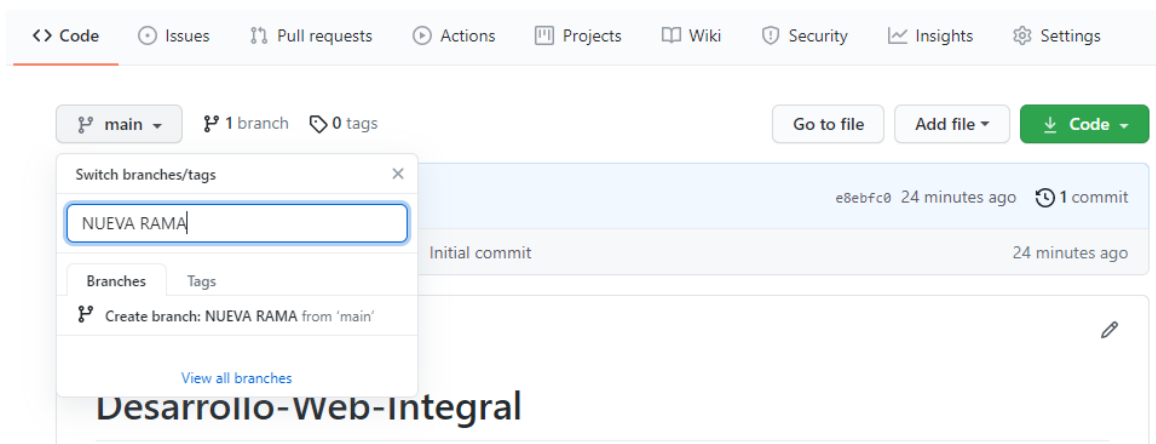 <> Code Issues Pull requests Actions Projects Wiki Security Insights Settings
main 1 branch 0 tags Go to file Add file Code
Switch branches/tags
e8ebfc0 24 minutes ago 1 commit
NUEVA RAMA
Initial commit 24 minutes ago
Branches Tags
Create branch: NUEVA RAMA from ‘main’
View all branches
Desarrollo-Web-Integral